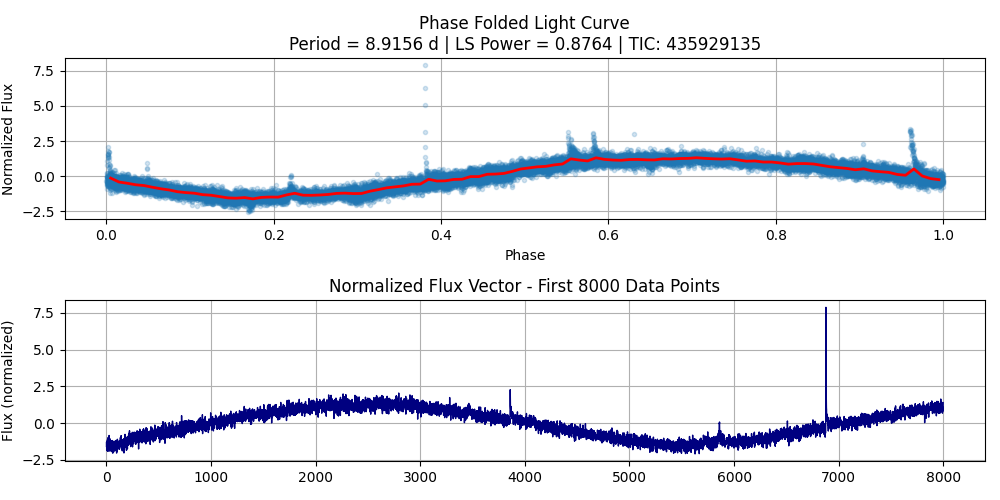 Phase Folded Light Curve
Period = 8.9156 d | LS Power = 0.8764 | TIC: 435929135
Normalized Flux
7.5
5.0
2.5
0.0
−2.5
0.0 0.2 0.4 0.6 0.8 1.0
Phase
Normalized Flux Vector - First 8000 Data Points
Flux (normalized)
7.5
5.0
2.5
0.0
−2.5
0 1000 2000 3000 4000 5000 6000 7000 8000